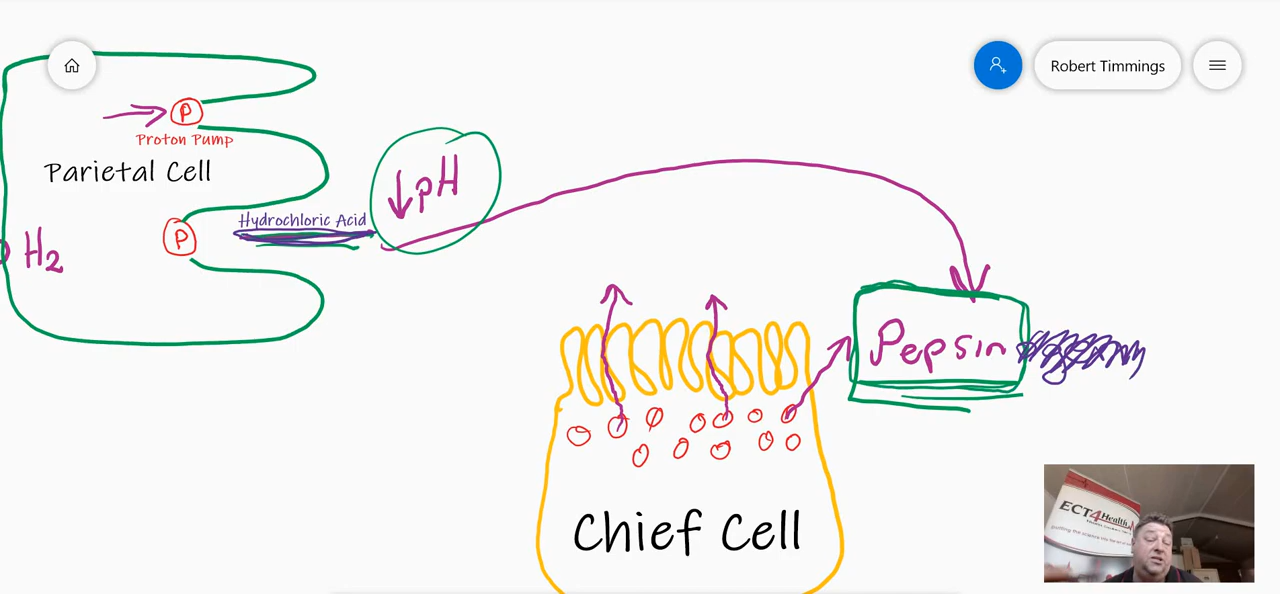 Robert Timmings
P
Proton Pump
Parietal Cell
↓pH
Hydrochloric Acid
P
H2
Pepsin
Chief Cell
ECT4Health